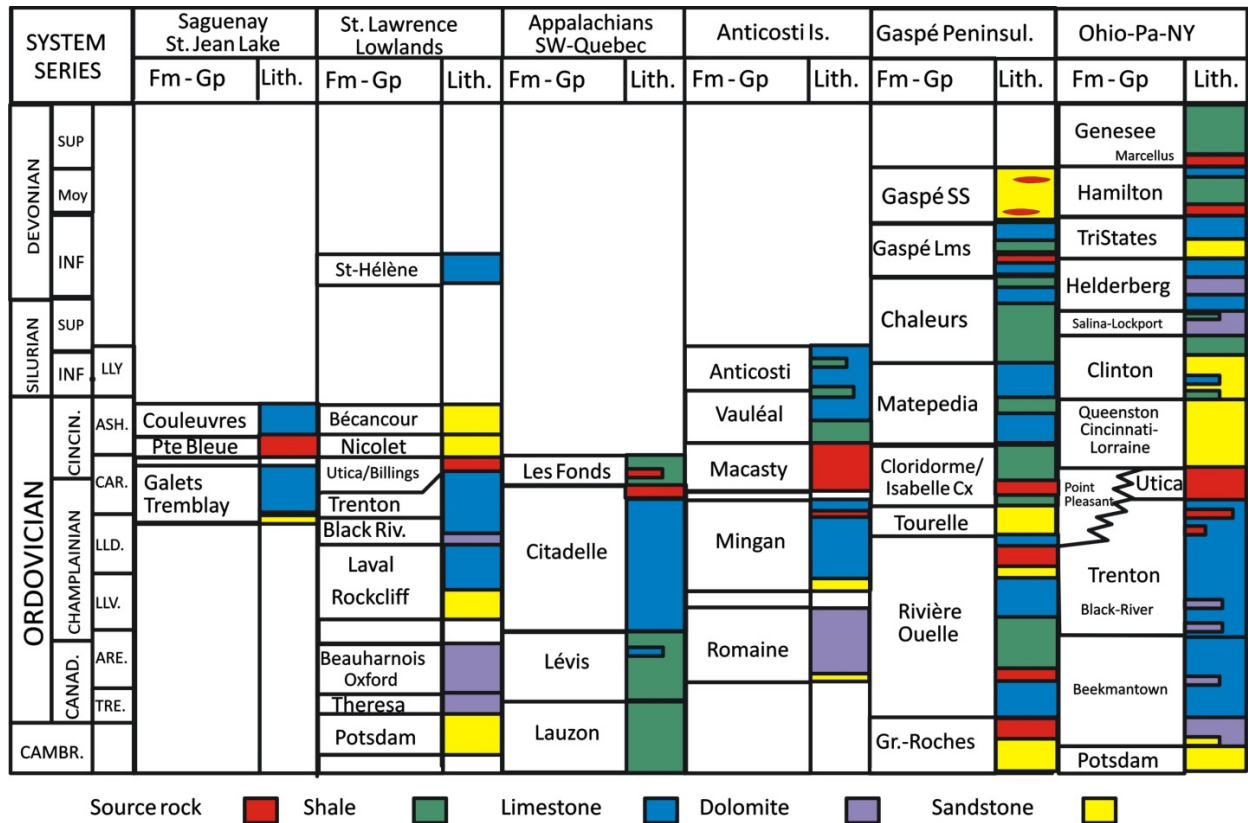 SYSTEM
SERIES
Saguenay
St. Jean Lake
St. Lawrence
Lowlands
Appalachians
SW-Quebec
Anticosti Is.
Gaspé Peninsul.
Ohio-Pa-NY
Fm - Gp
Lith.
Fm - Gp
Lith.
Fm - Gp
Lith.
Fm - Gp
Lith.
Fm - Gp
Lith.
Fm - Gp
Lith.
DEVONIAN
SUP
Moy
INF
SILURIAN
SUP
INF
LLY
ORDOVICIAN
CINCIN.
ASH.
CAR.
CHAMPLAINIAN
LLD.
LLV.
CANAD.
ARE.
TRE.
CAMBR.
Couleuvres
Pte Bleue
Galets
Tremblay
St-Hélène
Bécancour
Nicolet
Utica/Billings
Trenton
Black Riv.
Laval
Rockcliff
Beauharnois
Oxford
Theresa
Potsdam
Les Fonds
Citadelle
Lévis
Lauzon
Anticosti
Vauléal
Macasty
Mingan
Romaine
Gaspé SS
Gaspé Lms
Chaleurs
Matepedia
Cloridorme/
Isabelle Cx
Tourelle
Rivière
Ouelle
Gr.-Roches
Genesee
Marcellus
Hamilton
TriStates
Helderberg
Salina-Lockport
Clinton
Queenston
Cincinnati-
Lorraine
Point
Pleasant
Utica
Trenton
Black-River
Beekmantown
Potsdam
Source rock
Shale
Limestone
Dolomite
Sandstone